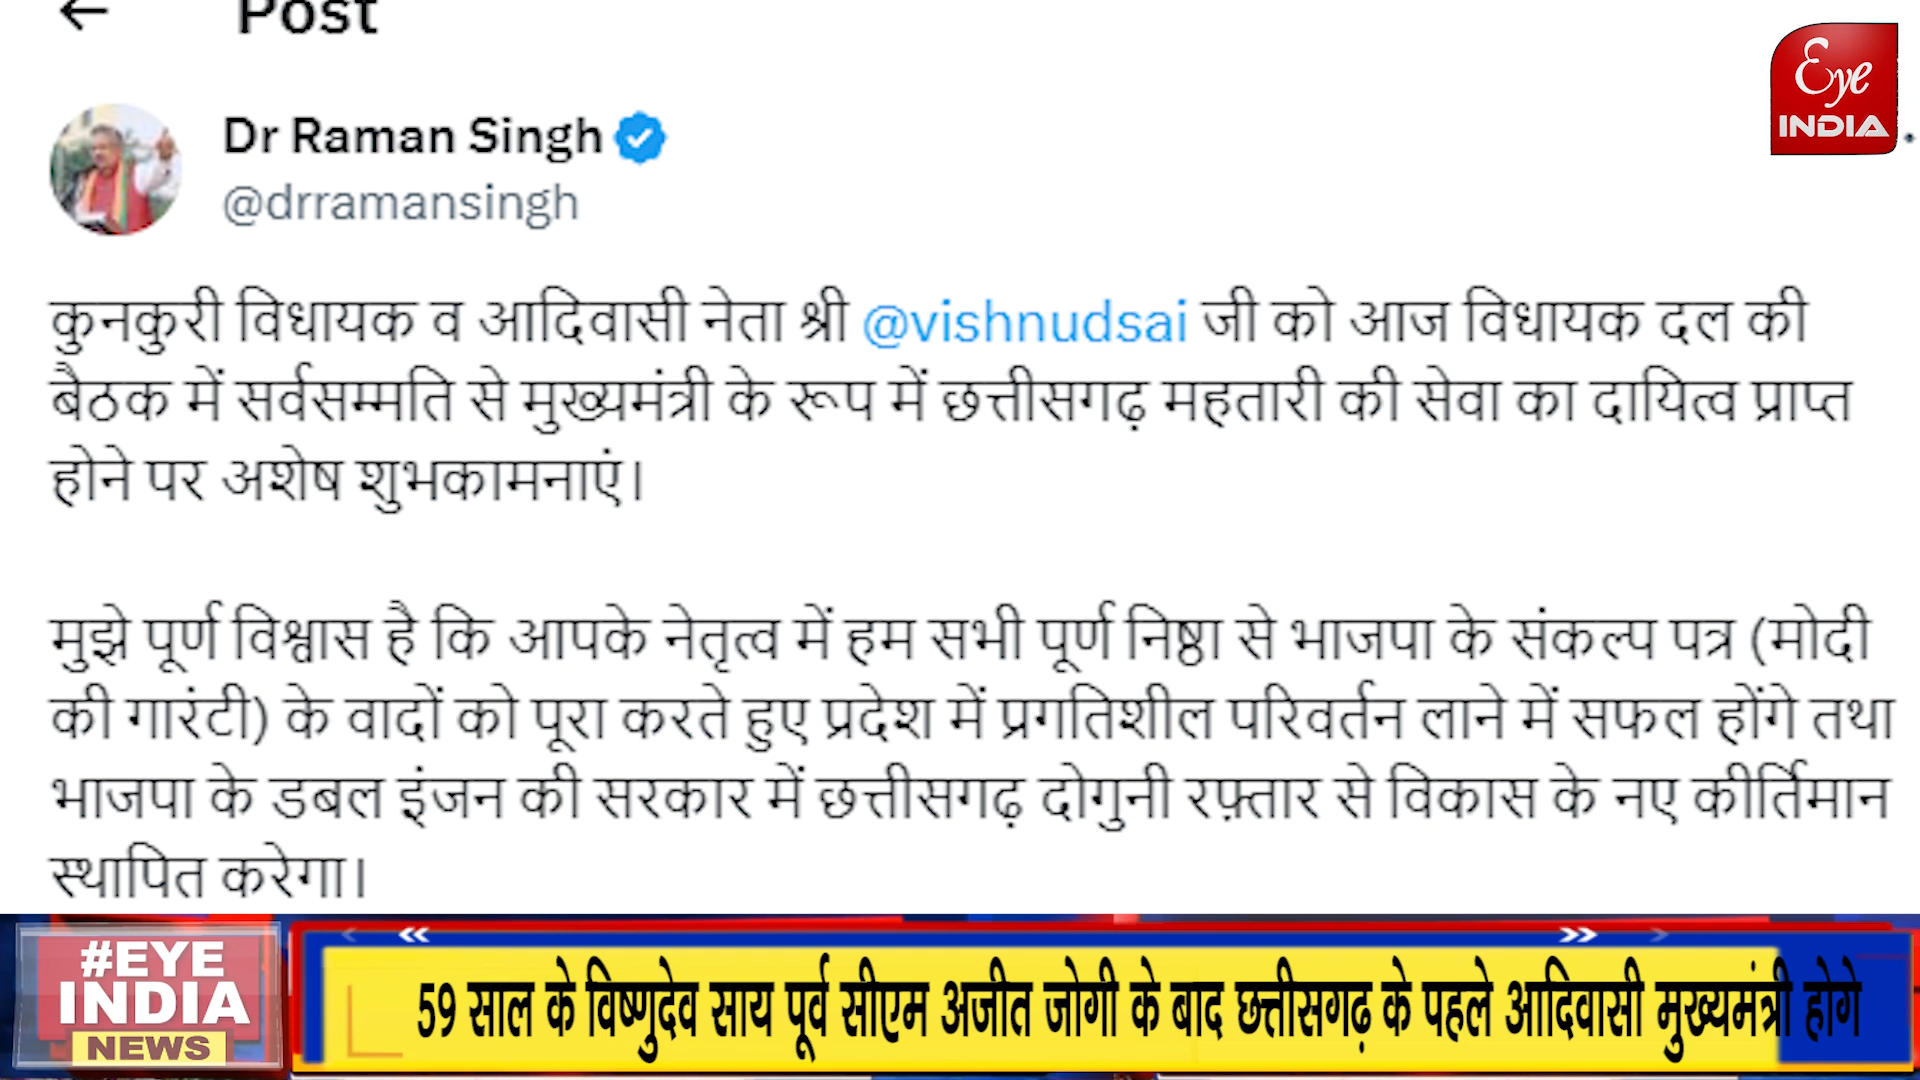 Post
Eye
INDIA
Dr Raman Singh
@drramansingh
कुनकुरी विधायक व आदिवासी नेता श्री @vishnudsai जी को आज विधायक दल की
बैठक में सर्वसम्मति से मुख्यमंत्री के रूप में छत्तीसगढ़ महतारी की सेवा का दायित्व प्राप्त
होने पर अशेष शुभकामनाएं।
मुझे पूर्ण विश्वास है कि आपके नेतृत्व में हम सभी पूर्ण निष्ठा से भाजपा के संकल्प पत्र (मोदी
की गारंटी) के वादों को पूरा करते हुए प्रदेश में प्रगतिशील परिवर्तन लाने में सफल होंगे तथा
भाजपा के डबल इंजन की सरकार में छत्तीसगढ़ दोगुनी रफ़्तार से विकास के नए कीर्तिमान
स्थापित करेगा।
#EYE
INDIA
NEWS
59 साल के विष्णुदेव साय पूर्व सीएम अजीत जोगी के बाद छत्तीसगढ़ के पहले आदिवासी मुख्यमंत्री होगे